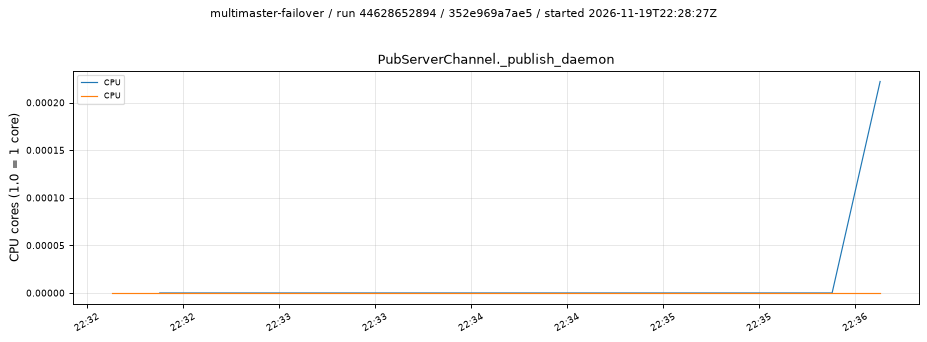 multimaster-failover / run 44628652894 / 352e969a7ae5 / started 2026-11-19T22:28:27Z
PubServerChannel._publish_daemon
CPU
CPU
CPU cores (1.0 = 1 core)
0.00020
0.00015
0.00010
0.00005
0.00000
22:32
22:32
22:33
22:33
22:34
22:34
22:35
22:35
22:36